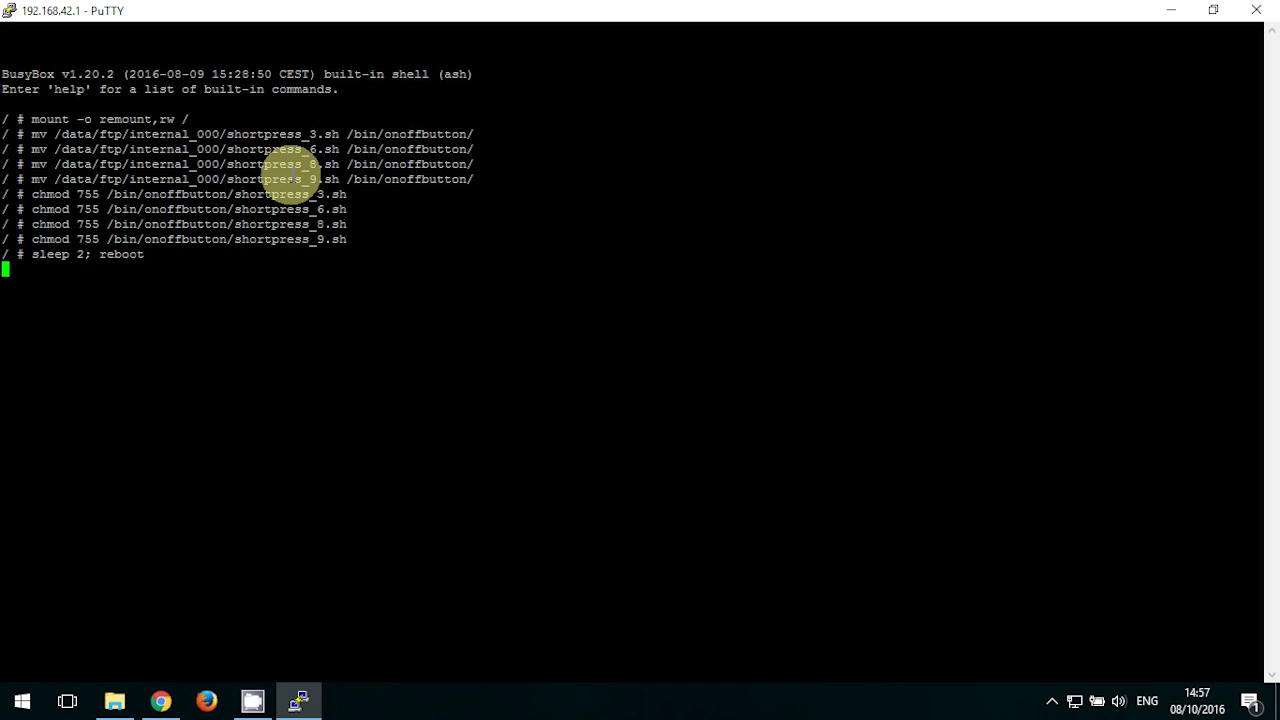 192.168.42.1 - PuTTY
BusyBox v1.20.2 (2016-08-09 15:28:50 CEST) built-in shell (ash)
Enter 'help' for a list of built-in commands.
/ # mount -o remount,rw /
/ # mv /data/ftp/internal_000/shortpress_3.sh /bin/onoffbutton/
/ # mv /data/ftp/internal_000/shortpress_6.sh /bin/onoffbutton/
/ # mv /data/ftp/internal_000/shortpress_8.sh /bin/onoffbutton/
/ # mv /data/ftp/internal_000/shortpress_9.sh /bin/onoffbutton/
/ # chmod 755 /bin/onoffbutton/shortpress_3.sh
/ # chmod 755 /bin/onoffbutton/shortpress_6.sh
/ # chmod 755 /bin/onoffbutton/shortpress_8.sh
/ # chmod 755 /bin/onoffbutton/shortpress_9.sh
/ # sleep 2; reboot
ENG
14:57
08/10/2016
1